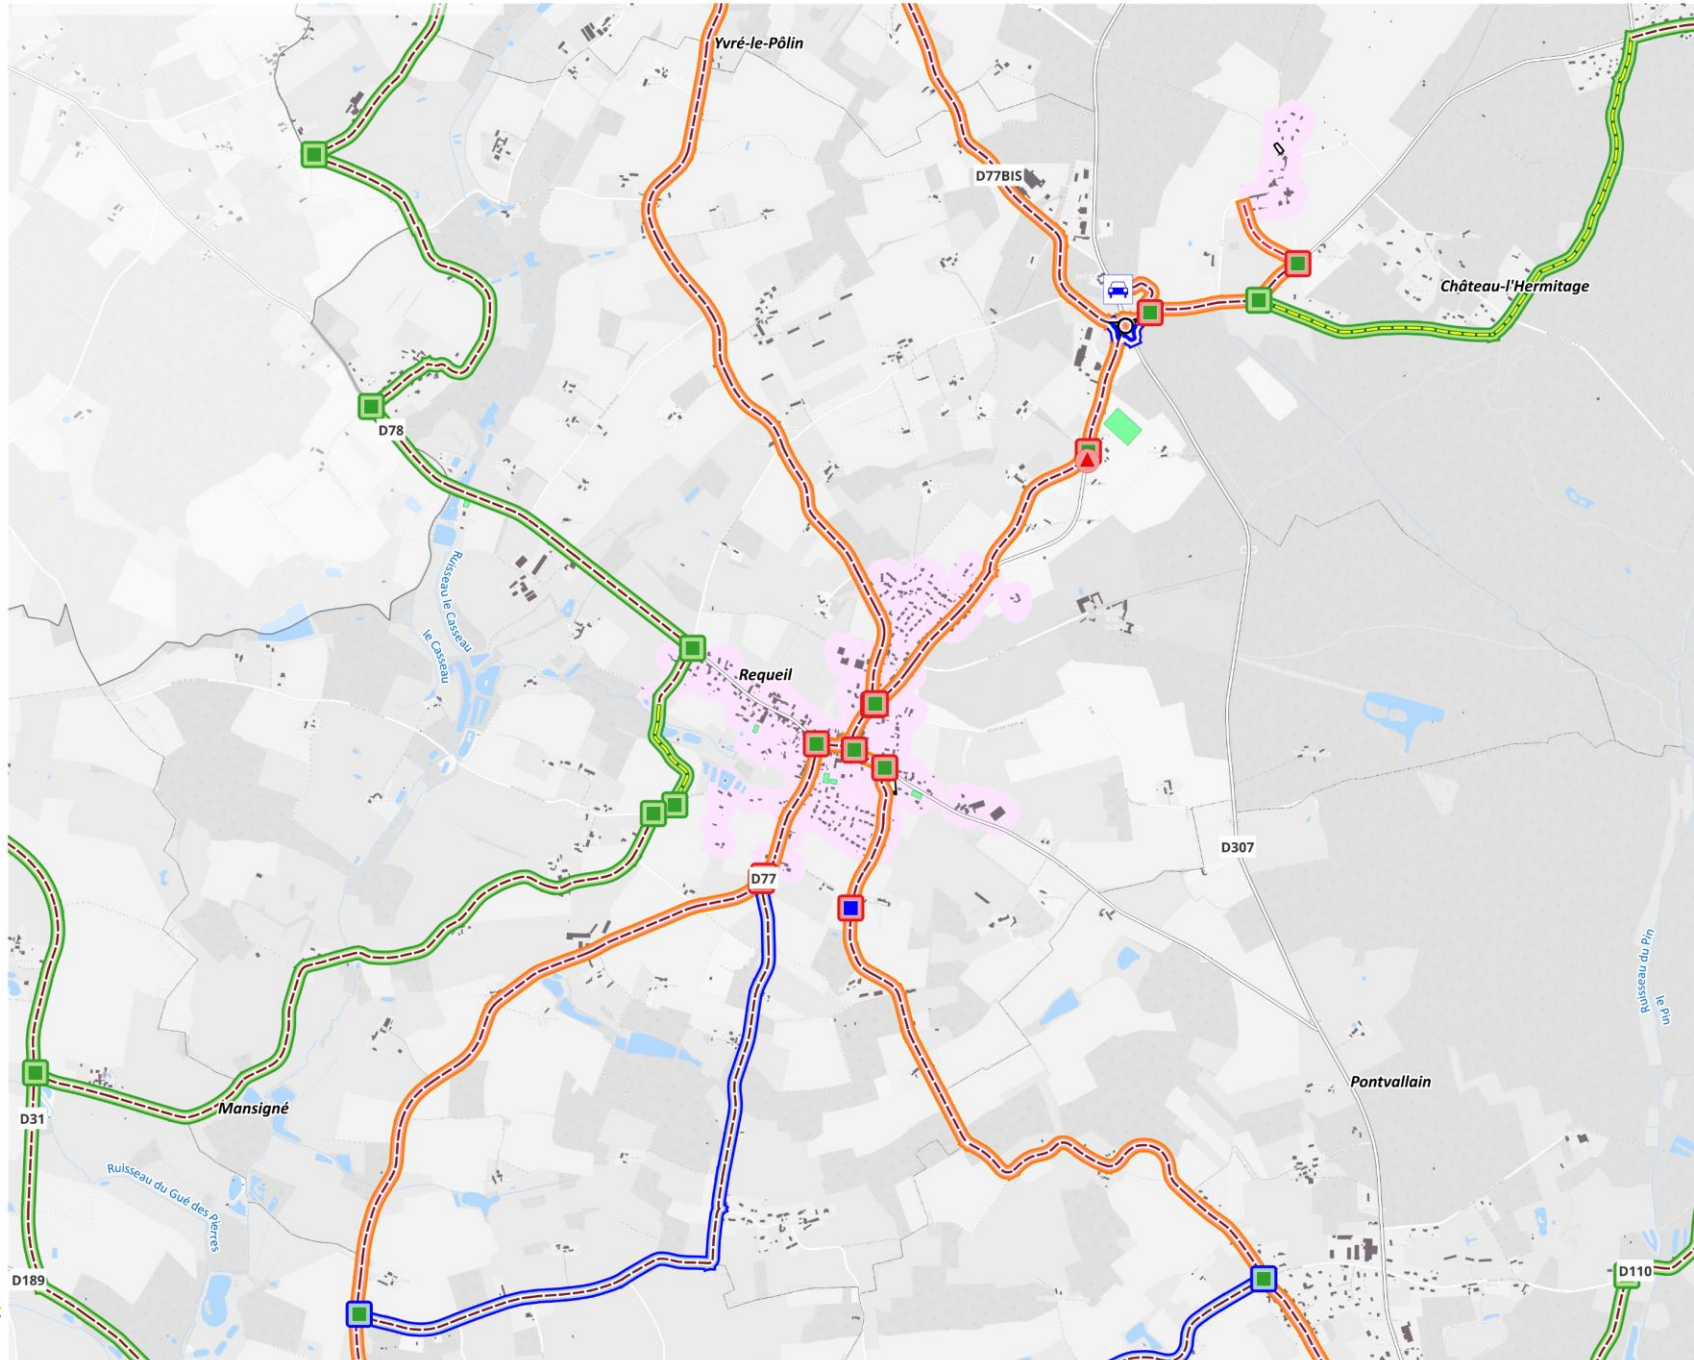 Yvré-le-Pôlin
D77BIS
Château-l'Hermitage
D78
Ruisseau le Casseau
le Casseau
Requeil
D307
D77
Ruisseau du Pin
le Pin
Pontvallain
Mansigné
D31
Ruisseau du Gué des Pierres
D189
D110